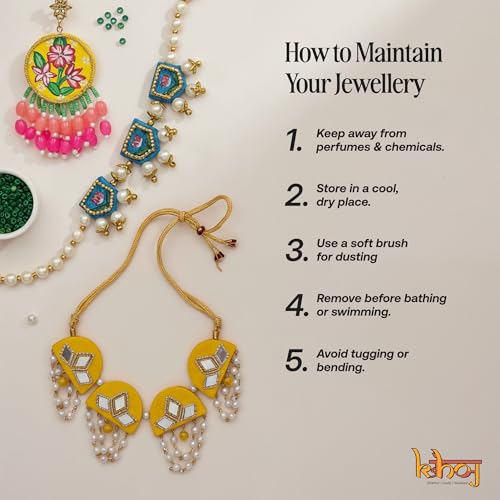 How to Maintain
Your Jewellery
1. Keep away from
perfumes & chemicals.
2. Store in a cool,
dry place.
3. Use a soft brush
for dusting
4. Remove before bathing
or swimming.
5. Avoid tugging or
bending.
khoj